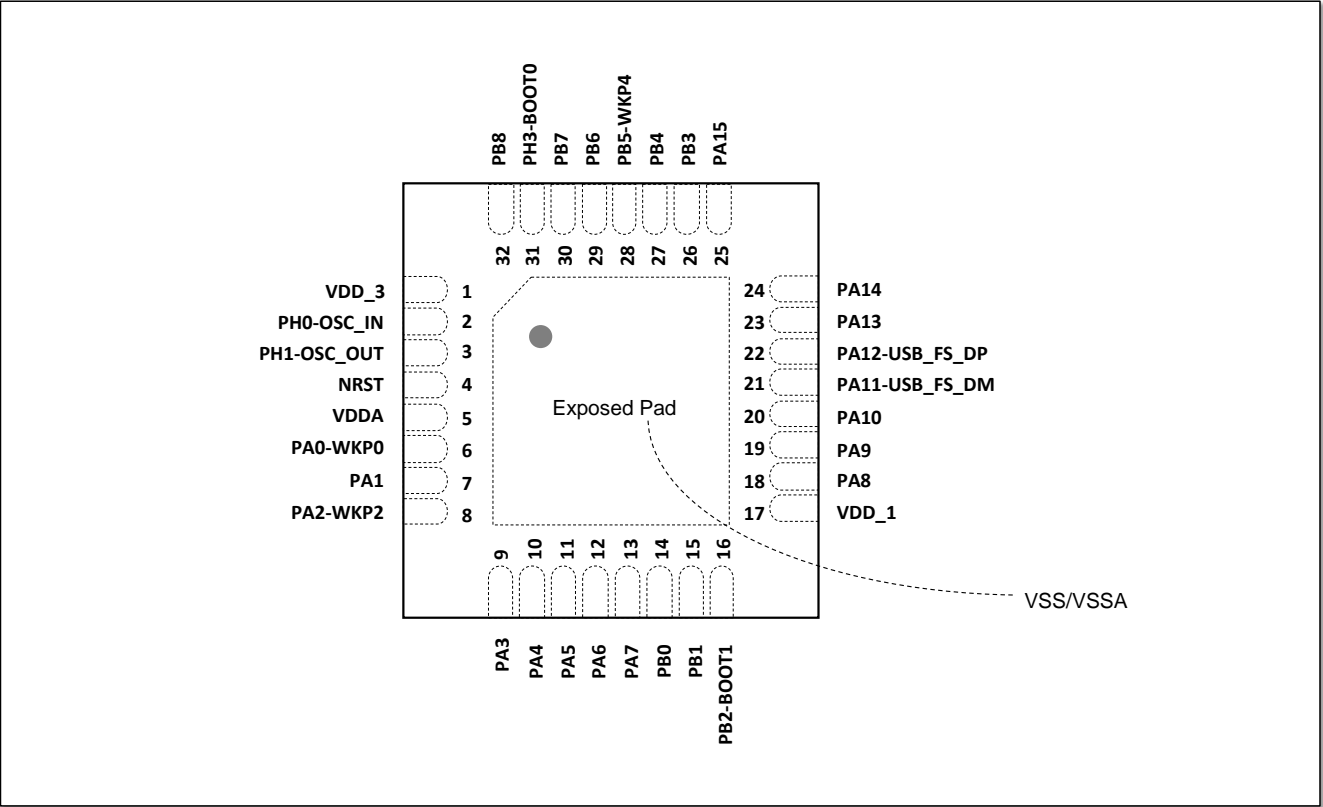 PB8
PH3-BOOT0
PB7
PB6
PB5-WKP4
PB4
PB3
PA15
32
31
30
29
28
27
26
25
VDD_3 1
PH0-OSC_IN 2
PH1-OSC_OUT 3
NRST 4
VDDA 5
PA0-WKP0 6
PA1 7
PA2-WKP2 8
24 PA14
23 PA13
22 PA12-USB_FS_DP
21 PA11-USB_FS_DM
20 PA10
19 PA9
18 PA8
17 VDD_1
Exposed Pad
9
10
11
12
13
14
15
16
PA3
PA4
PA5
PA6
PA7
PB0
PB1
PB2-BOOT1
VSS/VSSA